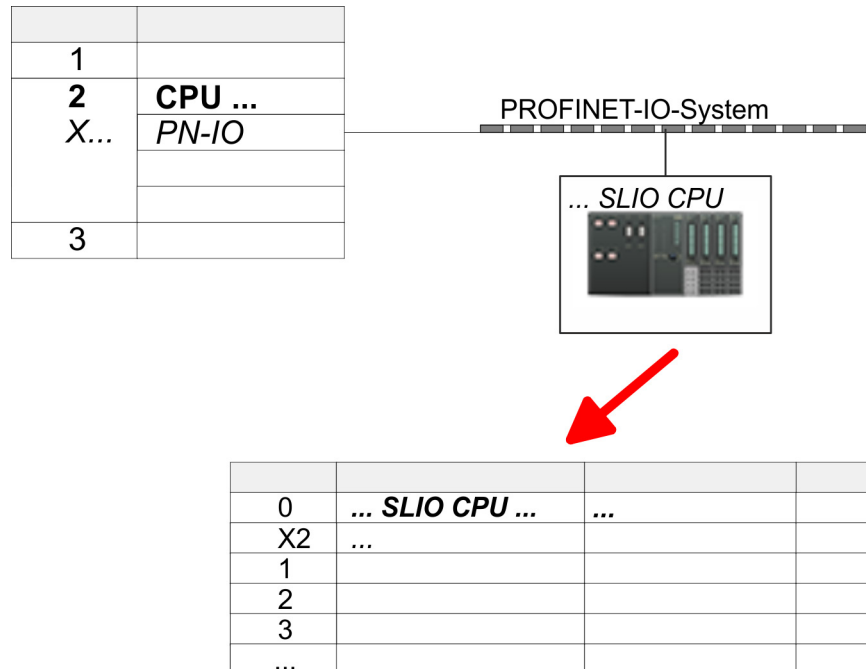 1
2 CPU ...
X... PN-IO
3
PROFINET-IO-System
... SLIO CPU
0 ... SLIO CPU ... ...
X2 ...
1
2
3
...